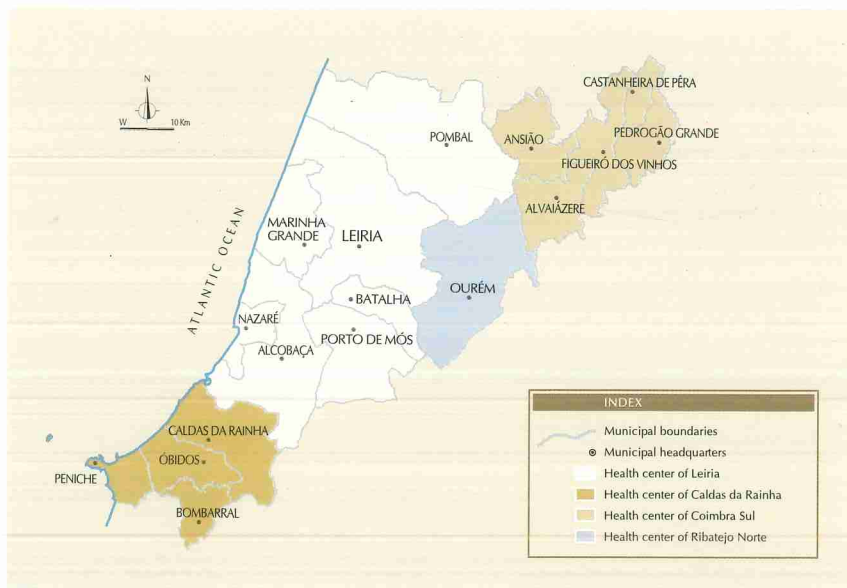 N
W
10 Km
CASTANHEIRA DE PÊRA
POMBAL
ANSIÃO
PEDROGÃO GRANDE
FIGUEIRÓ DOS VINHOS
ALVAIÁZERE
MARINHA
GRANDE
LEIRIA
ATLANTIC OCEAN
OURÉM
BATALHA
NAZARÉ
PORTO DE MÓS
ALCOBAÇA
CALDAS DA RAINHA
ÓBIDOS
PENICHE
BOMBARRAL
INDEX
Municipal boundaries
Municipal headquarters
Health center of Leiria
Health center of Caldas da Rainha
Health center of Coimbra Sul
Health center of Ribatejo Norte